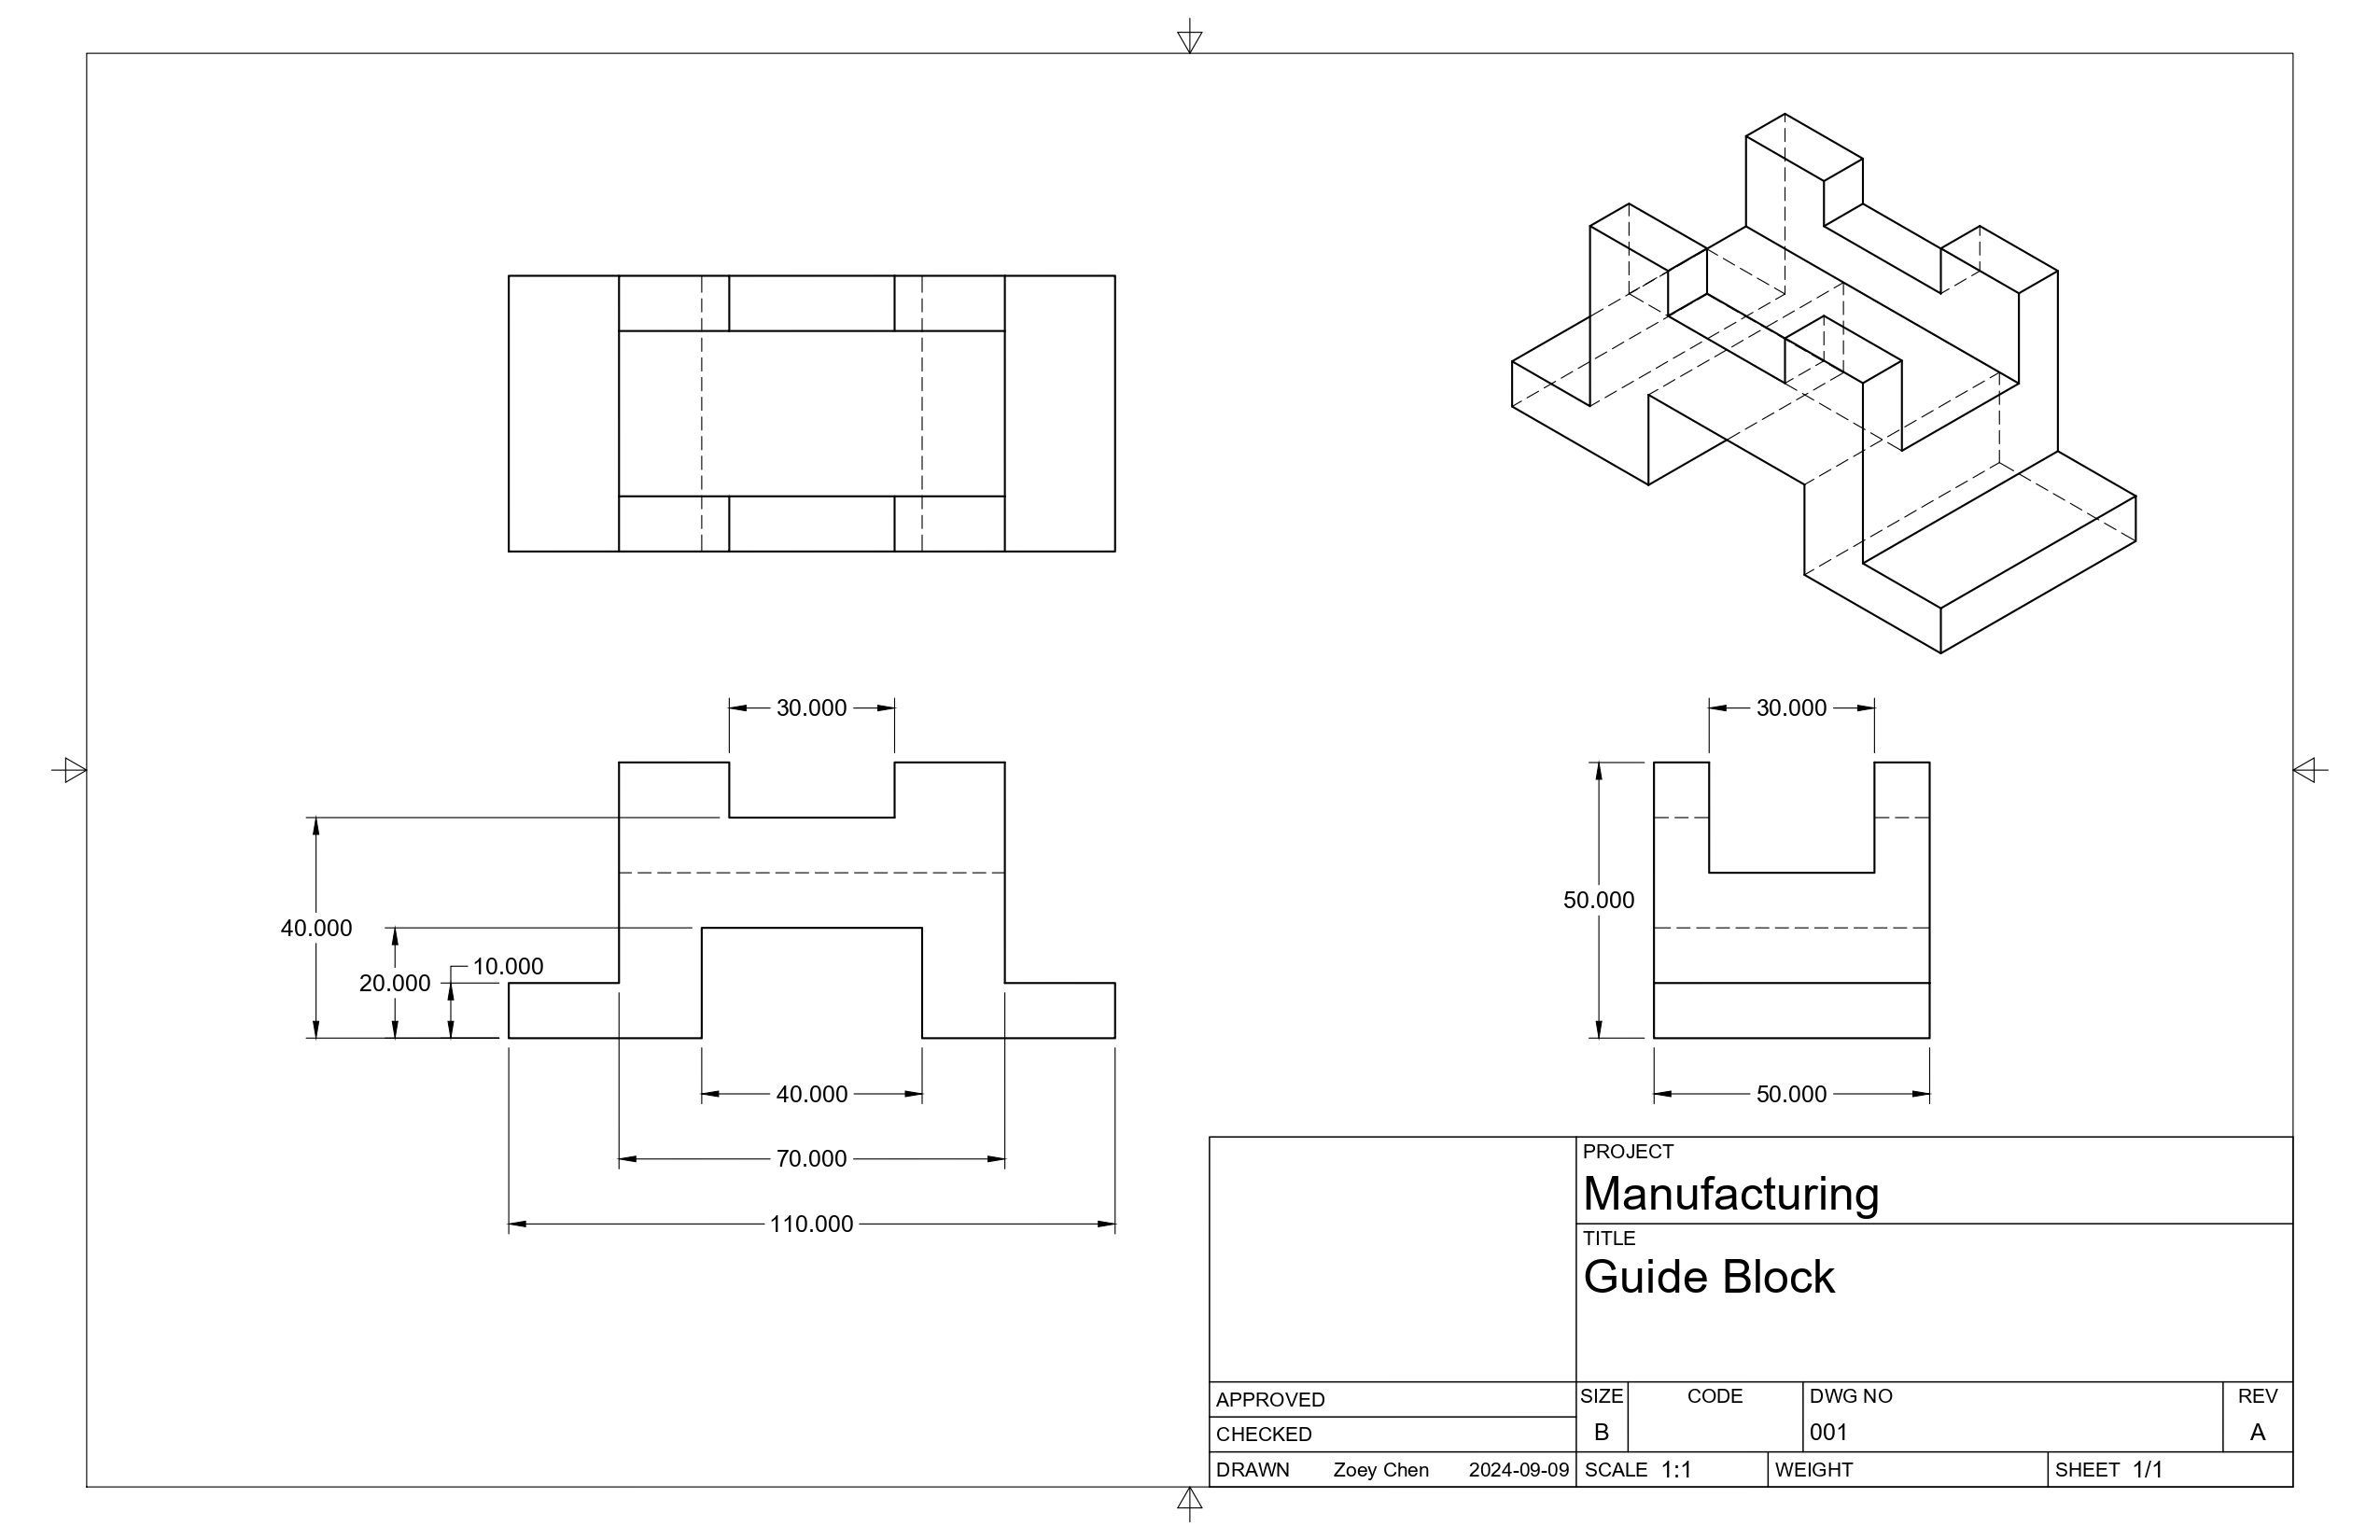 30.000
30.000
50.000
40.000
10.000
20.000
40.000
50.000
70.000
110.000
PROJECT
Manufacturing
TITLE
Guide Block
APPROVED
CHECKED
DRAWN Zoey Chen 2024-09-09
SIZE CODE DWG NO REV
B 001 A
SCALE 1:1 WEIGHT SHEET 1/1